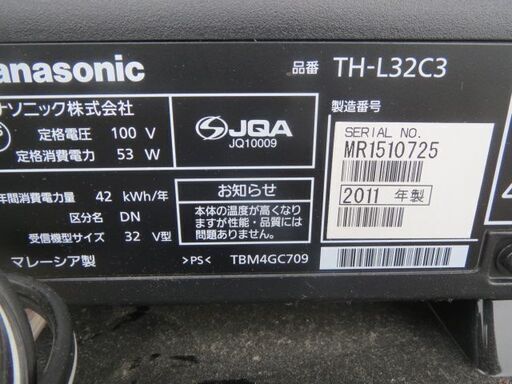 anasonic
品番 TH-L32C3
ナソニック株式会社
製造番号
定格電圧 100 V
定格消費電力 53 W
JQA
JQ10009
SERIAL NO.
MR1510725
2011 年製
年間消費電力量 42 kWh/年
区分名 DN
受信機型サイズ 32 V型
お知らせ
本体の温度が高くなり
ますが性能・品質には
問題ありません。
マレーシア製
>PS< TBM4GC709